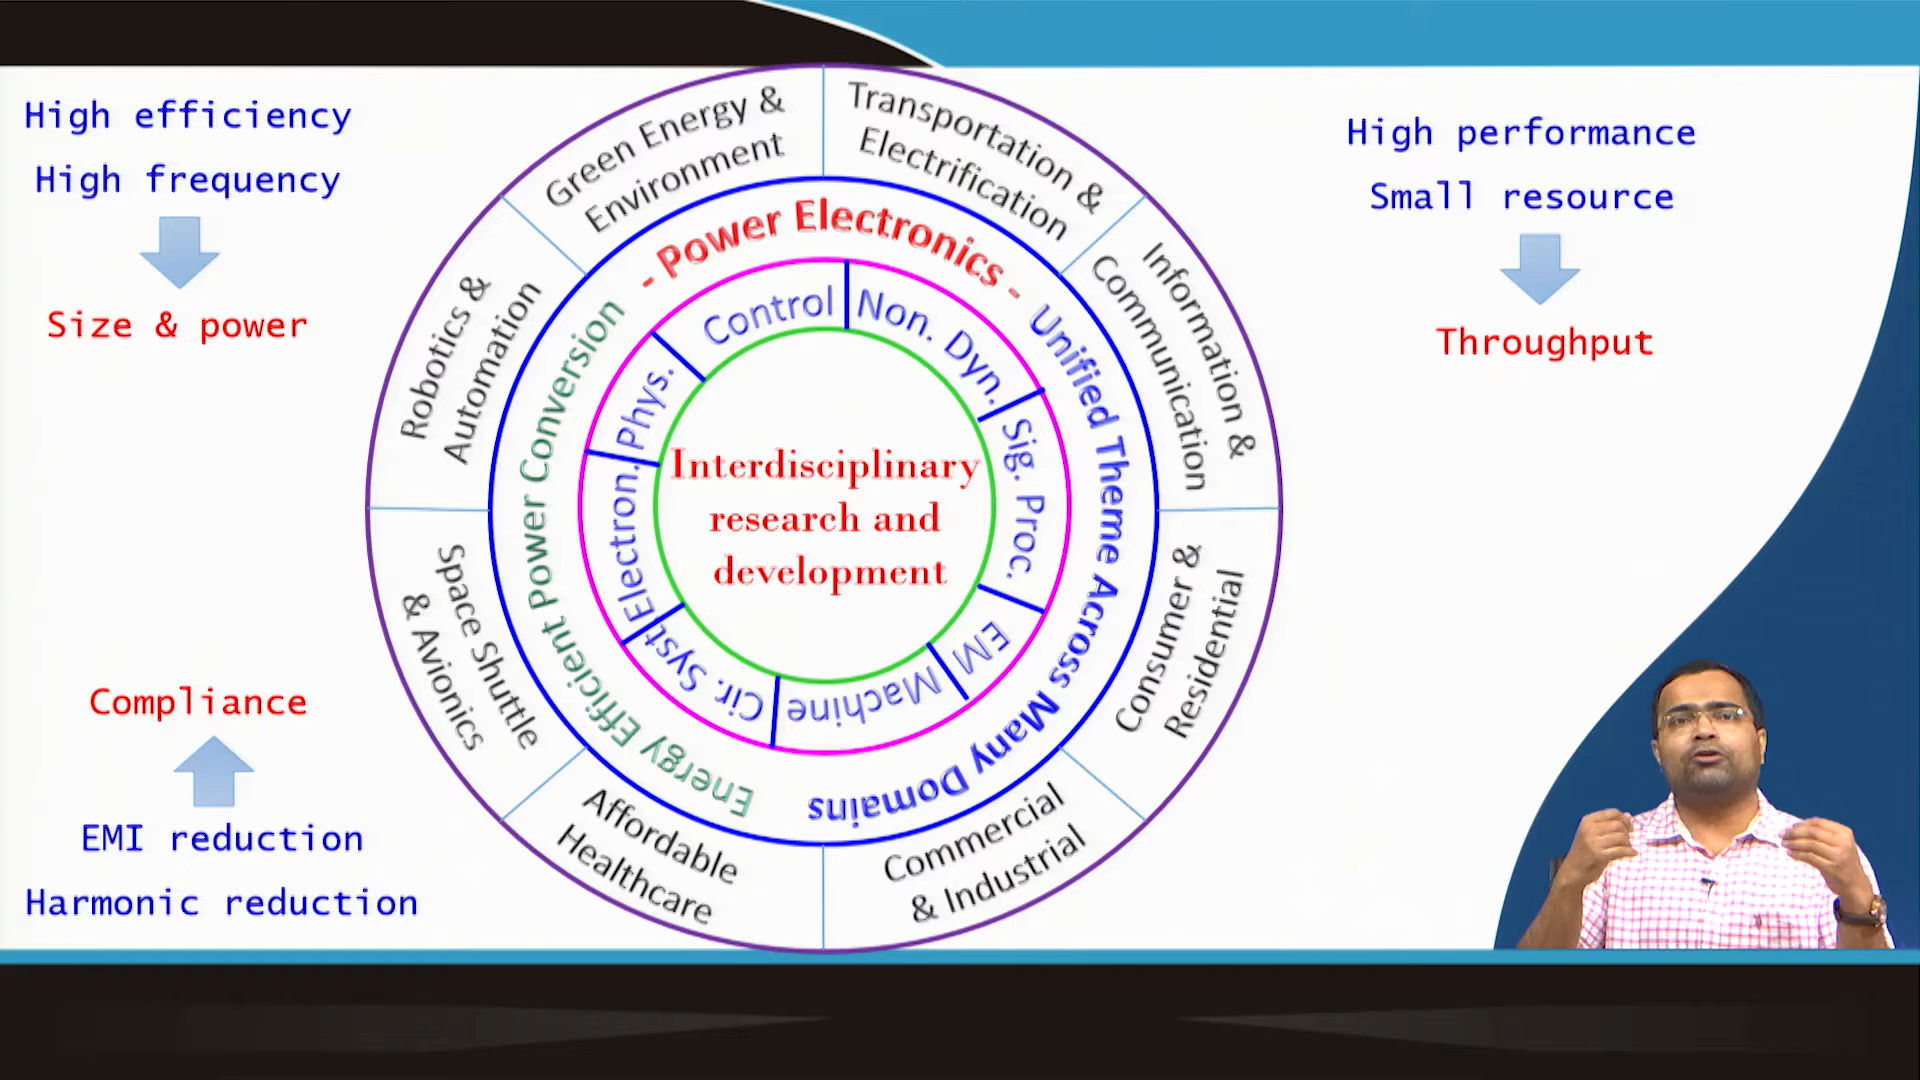 High efficiency
High frequency
Size & power
High performance
Small resource
Throughput
Compliance
EMI reduction
Harmonic reduction
Green Energy &
Environment
Transportation &
Electrification
Information &
Communication
Consumer &
Residential
Commercial
& Industrial
Affordable
Healthcare
Space Shuttle
& Avionics
Robotics &
Automation
- Power Electronics -
Unified Theme Across Many Domains
Energy Efficient Power Conversion
Control
Non. Dyn.
Sig. Proc.
EM
Machine
Cir. Syst
Electron.
Phys.
Interdisciplinary
research and
development